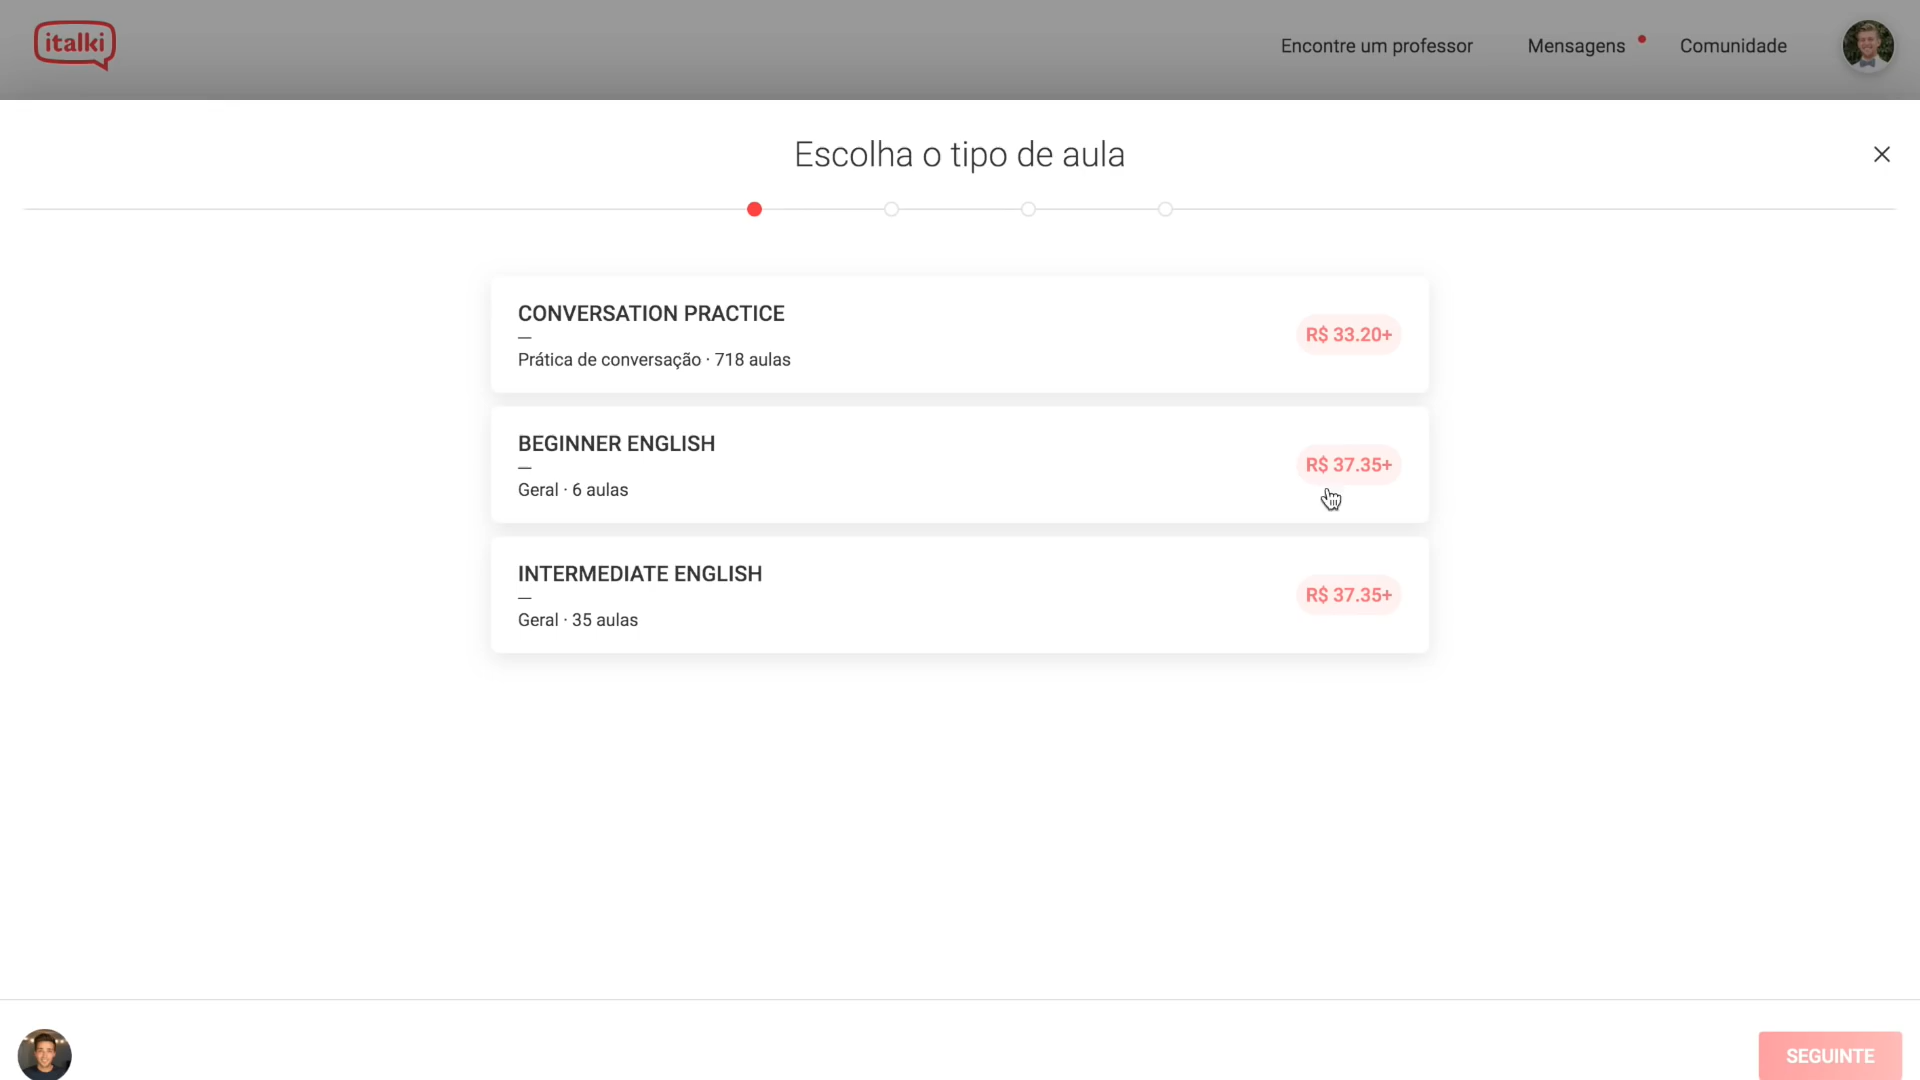 italki
Encontre um professor
Mensagens
Comunidade
Escolha o tipo de aula
CONVERSATION PRACTICE
Prática de conversação · 718 aulas
R$ 33.20+
BEGINNER ENGLISH
Geral · 6 aulas
R$ 37.35+
INTERMEDIATE ENGLISH
Geral · 35 aulas
R$ 37.35+
SEGUINTE